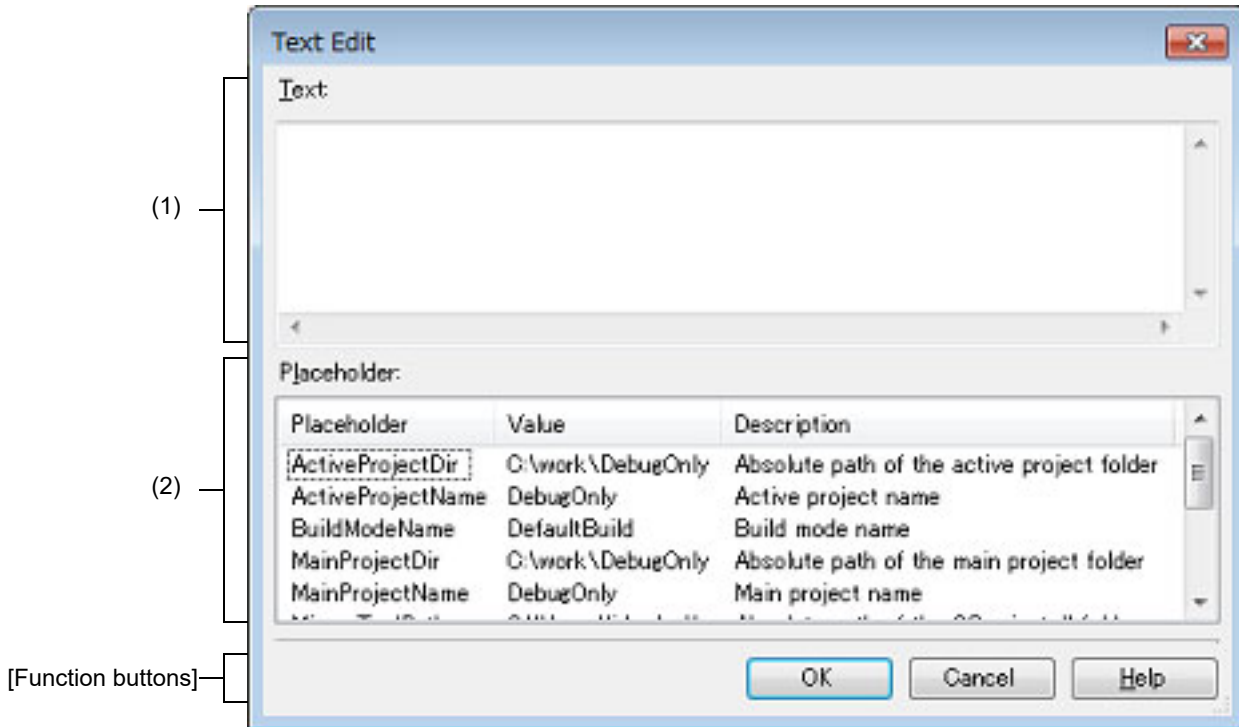 Text Edit
Text:
(1)
Placeholder:
Placeholder Value Description
ActiveProjectDir C:\work\DebugOnly Absolute path of the active project folder
(2)
ActiveProjectName DebugOnly Active project name
BuildModeName DefaultBuild Build mode name
MainProjectDir C:\work\DebugOnly Absolute path of the main project folder
MainProjectName DebugOnly Main project name
[Function buttons]
OK Cancel Help